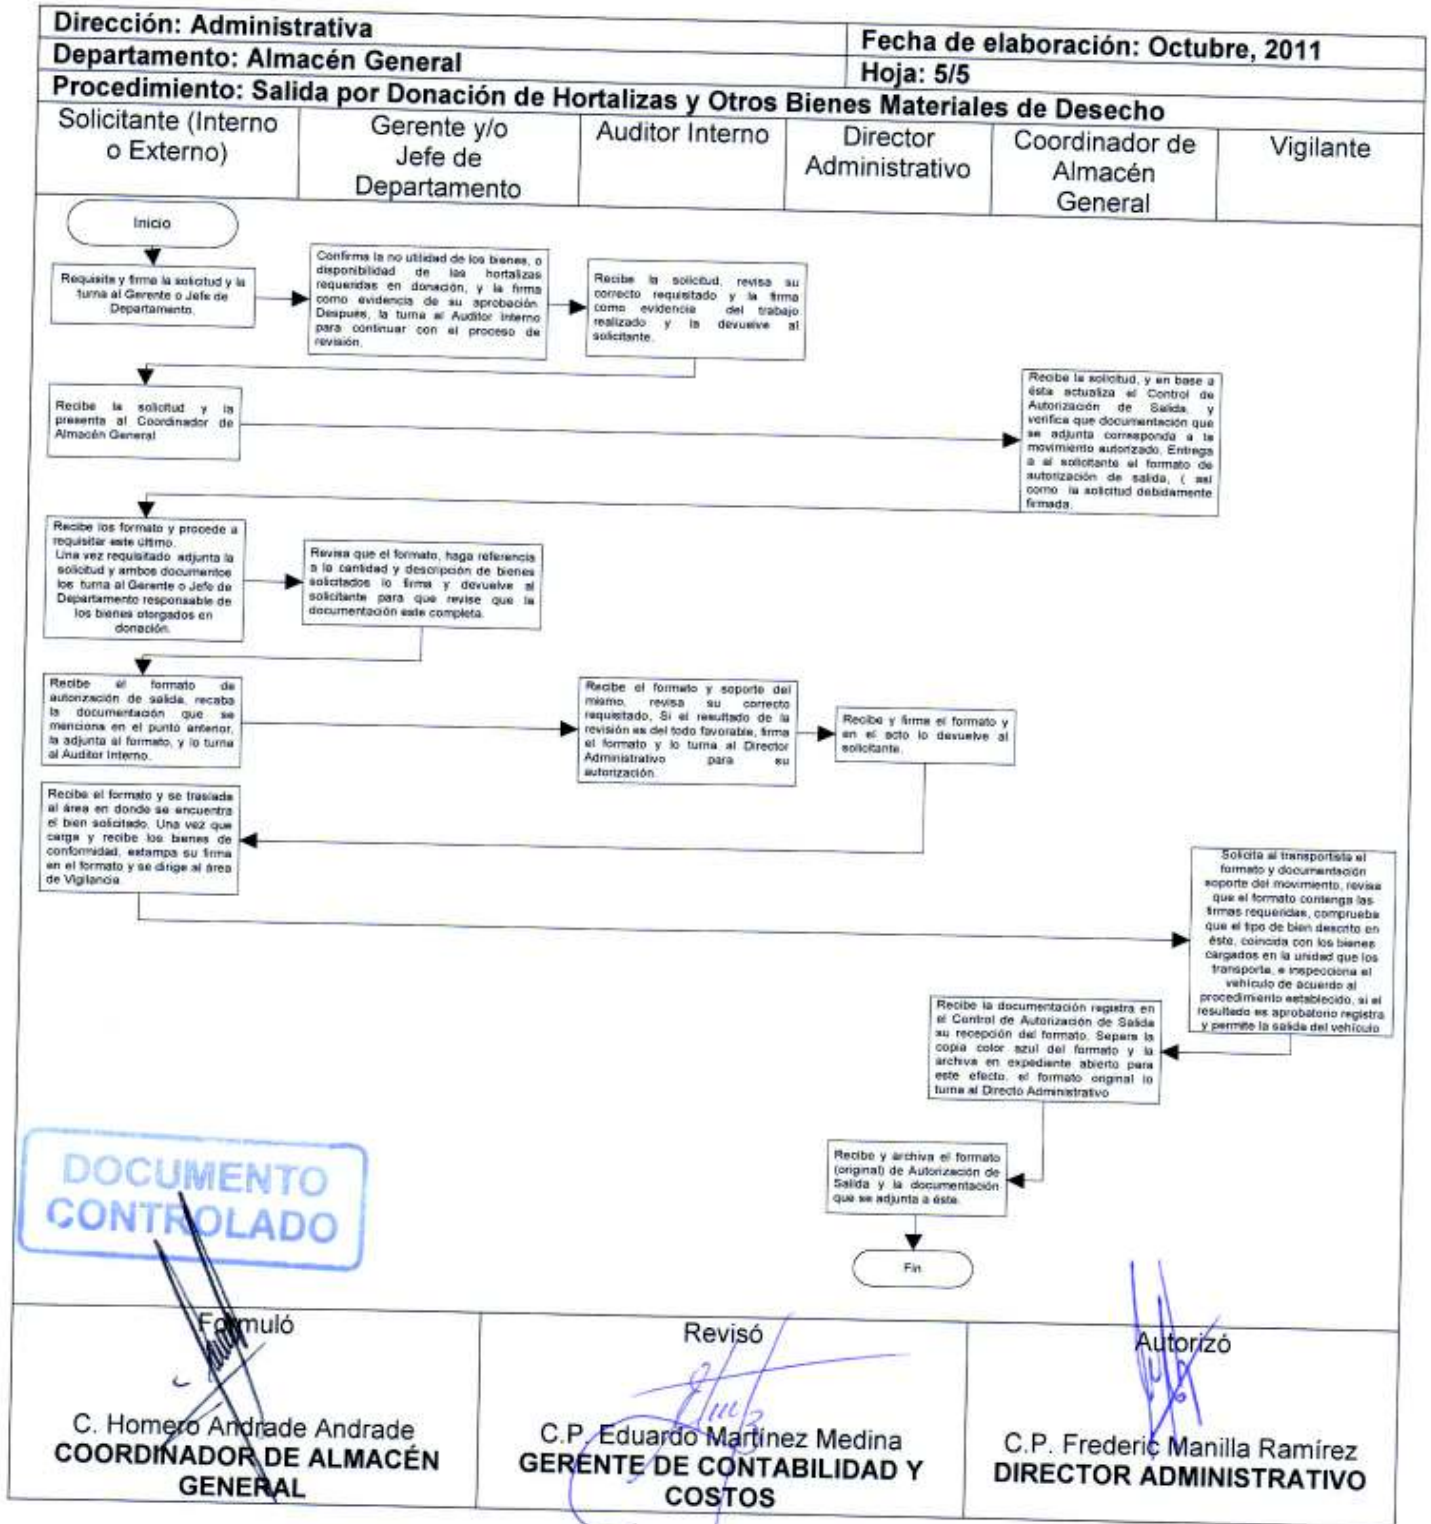 Dirección: Administrativa
Fecha de elaboración: Octubre, 2011
Departamento: Almacén General
Hoja: 5/5
Procedimiento: Salida por Donación de Hortalizas y Otros Bienes Materiales de Desecho
Solicitante (Interno
o Externo)
Gerente y/o
Jefe de
Departamento
Auditor Interno
Director
Administrativo
Coordinador de
Almacén
General
Vigilante
Inicio
Requisita y firma la solicitud y la
turna al Gerente o Jefe de
Departamento.
Confirma la no utilidad de los bienes, o
disponibilidad de las hortalizas
requeridas en donación, y la firma
como evidencia de su aprobación.
Después, la turna al Auditor Interno
para continuar con el proceso de
revisión.
Recibe la solicitud, revisa su
correcto requisitado y la firma
como evidencia del trabajo
realizado y la devuelve al
solicitante.
Recibe la solicitud y la
presenta al Coordinador de
Almacén General
Recibe la solicitud, y en base a
ésta actualiza el Control de
Autorización de Salida, y
verifica que documentación que
se adjunta corresponda a la
movimiento autorizado. Entrega
a al solicitante el formato de
autorización de salida, ( así
como la solicitud debidamente
firmada.
Recibe los formato y procede a
requisitar este último.
Una vez requisitado adjunta la
solicitud y ambos documentos
los turna al Gerente o Jefe de
Departamento responsable de
los bienes otorgados en
donación.
Revisa que el formato, haga referencia
a la cantidad y descripción de bienes
solicitados lo firma y devuelve al
solicitante para que revise que la
documentación este completa.
Recibe el formato de
autorización de salida, recaba
la documentación que se
menciona en el punto anterior,
la adjunta al formato, y lo turna
al Auditor Interno.
Recibe el formato y soporte del
mismo, revisa su correcto
requisitado, Si el resultado de la
revisión es del todo favorable, firma
el formato y lo turna al Director
Administrativo para su
autorización.
Recibe y firma el formato y
en el acto lo devuelve al
solicitante.
Recibe el formato y se traslada
al área en donde se encuentra
el bien solicitado. Una vez que
carga y recibe los bienes de
conformidad, estampa su firma
en el formato y se dirige al área
de Vigilancia
Solicita al transportista el
formato y documentación
soporte del movimiento, revisa
que el formato contenga las
firmas requeridas, comprueba
que el tipo de bien descrito en
éste, coincida con los bienes
cargados en la unidad que los
transporta, e inspecciona el
vehículo de acuerdo al
procedimiento establecido, si el
resultado es aprobatorio registra
y permite la salida del vehículo
Recibe la documentación registra en
el Control de Autorización de Salida
su recepción del formato. Separa la
copia color azul del formato y la
archiva en expediente abierto para
este efecto, el formato original lo
turna al Directo Administrativo
Recibe y archiva el formato
(original) de Autorización de
Salida y la documentación
que se adjunta a éste.
Fin
DOCUMENTO
CONTROLADO
Formuló
C. Homero Andrade Andrade
COORDINADOR DE ALMACÉN
GENERAL
Revisó
C.P. Eduardo Martínez Medina
GERENTE DE CONTABILIDAD Y
COSTOS
Autorizó
C.P. Frederic Manilla Ramírez
DIRECTOR ADMINISTRATIVO